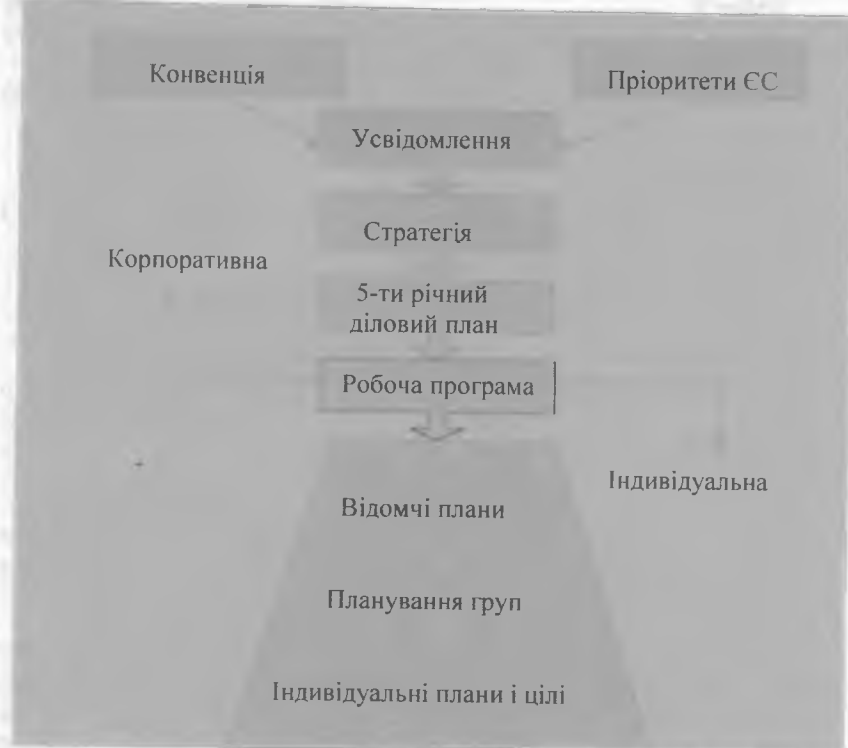 Конвенція
Пріоритети ЄС
Усвідомлення
Стратегія
Корпоративна
5-ти річний
діловий план
Робоча програма
Індивідуальна
Відомчі плани
Планування груп
Індивідуальні плани і цілі